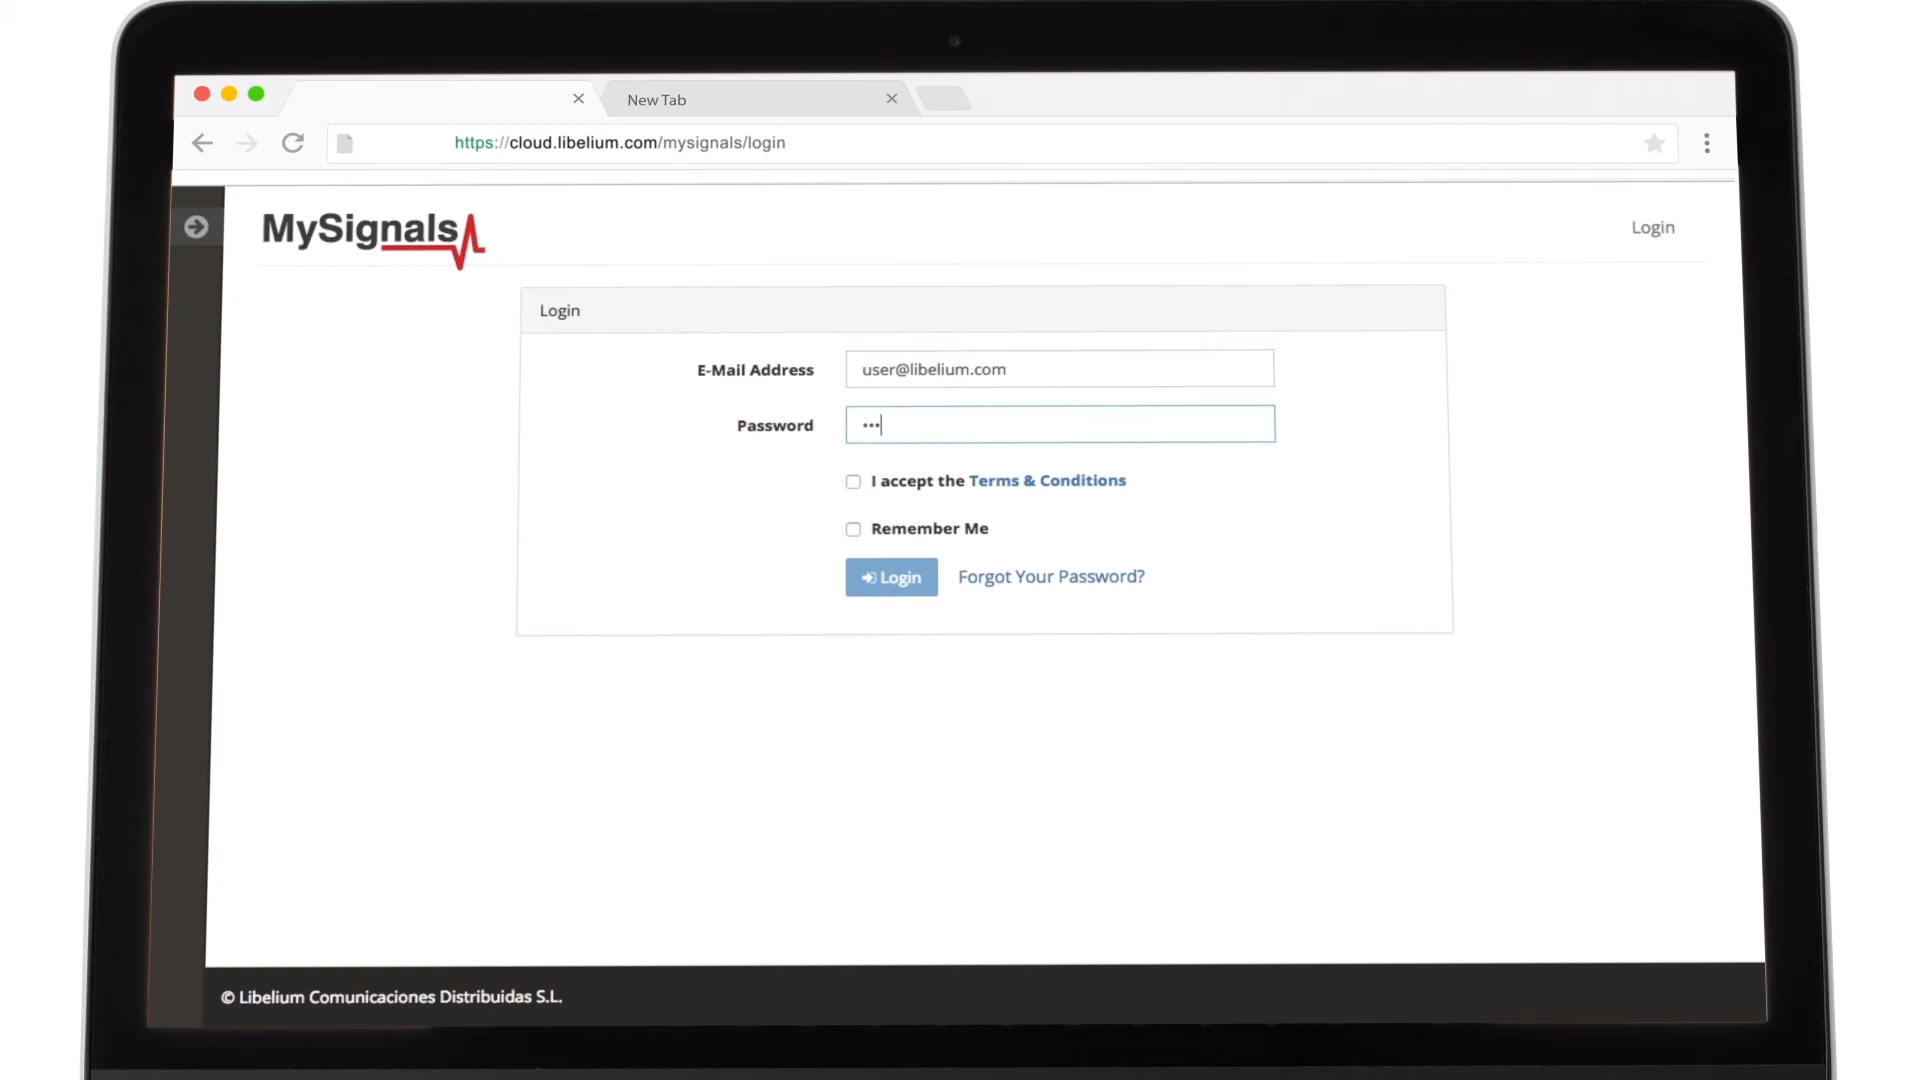 New Tab
https://cloud.libelium.com/mysignals/login
MySignals
Login
Login
E-Mail Address
user@libelium.com
Password
•••
I accept the Terms & Conditions
Remember Me
Login
Forgot Your Password?
© Libelium Comunicaciones Distribuidas S.L.